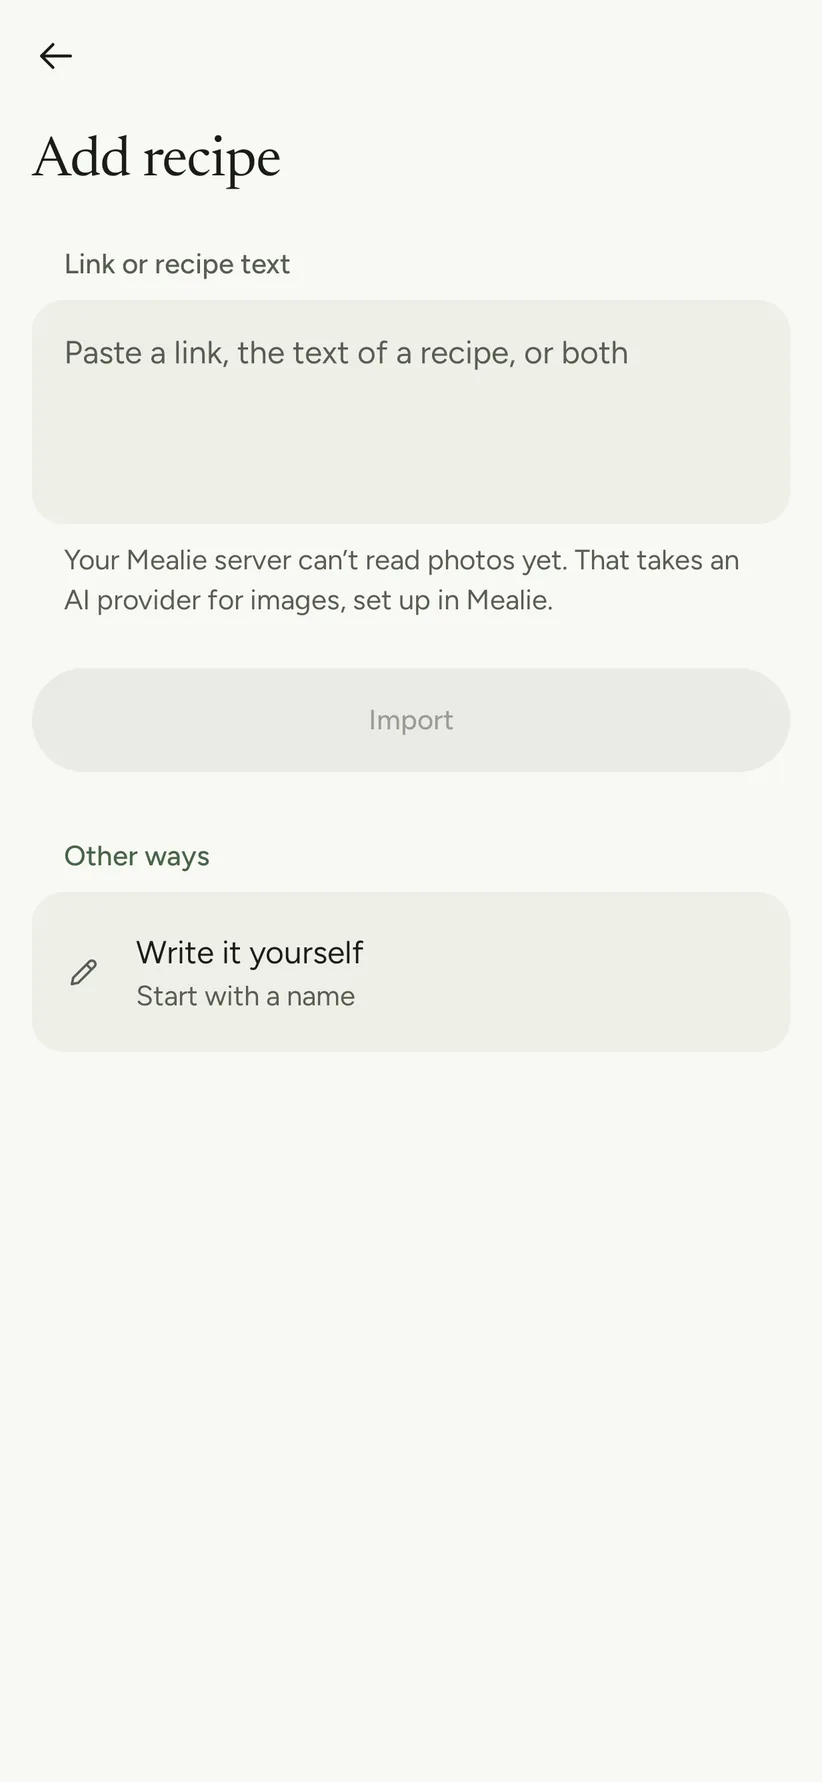 Add recipe
Link or recipe text
Paste a link, the text of a recipe, or both
Your Mealie server can’t read photos yet. That takes an
AI provider for images, set up in Mealie.
Import
Other ways
Write it yourself
Start with a name